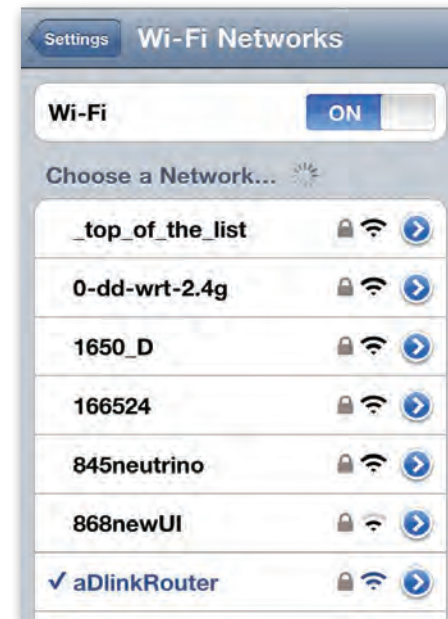 Settings
Wi-Fi Networks
Wi-Fi
ON
Choose a Network...
_top_of_the_list
0-dd-wrt-2.4g
1650_D
166524
845neutrino
868newUI
✓ aDlinkRouter